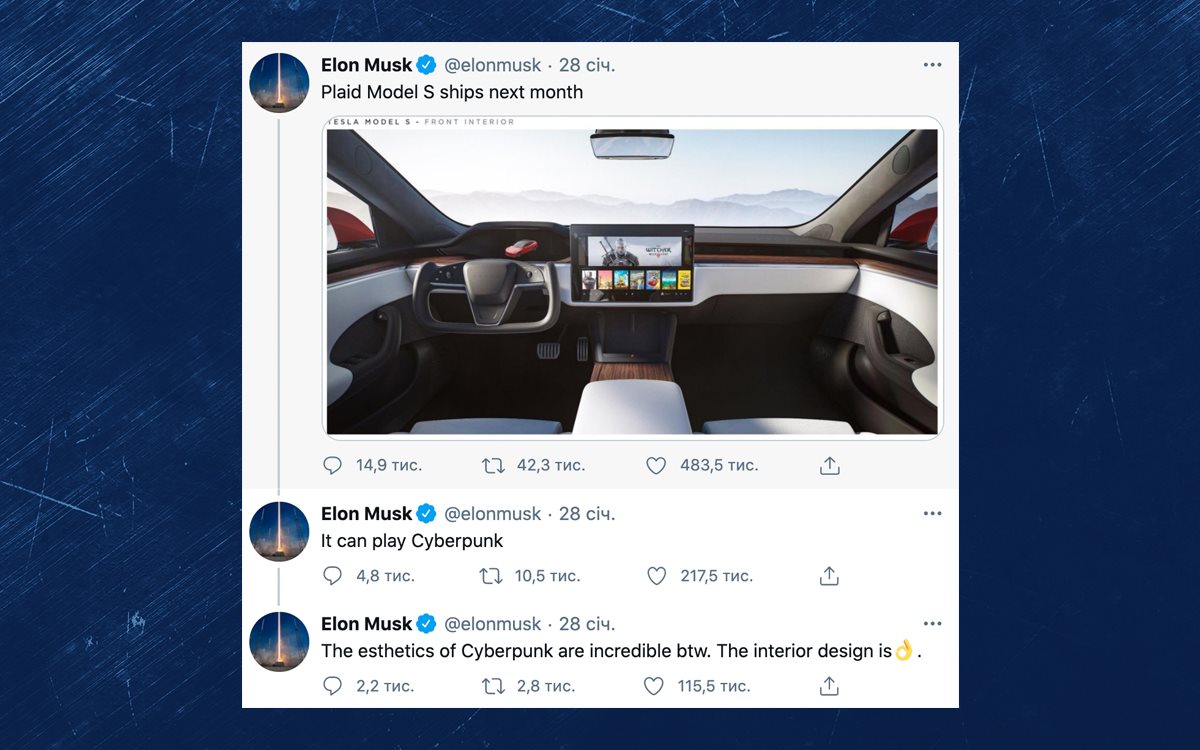 Elon Musk @elonmusk · 28 січ.
Plaid Model S ships next month
TESLA MODEL S - FRONT INTERIOR
WITCHER
14,9 тис. 42,3 тис. 483,5 тис.
Elon Musk @elonmusk · 28 січ.
It can play Cyberpunk
4,8 тис. 10,5 тис. 217,5 тис.
Elon Musk @elonmusk · 28 січ.
The esthetics of Cyberpunk are incredible btw. The interior design is👌.
2,2 тис. 2,8 тис. 115,5 тис.